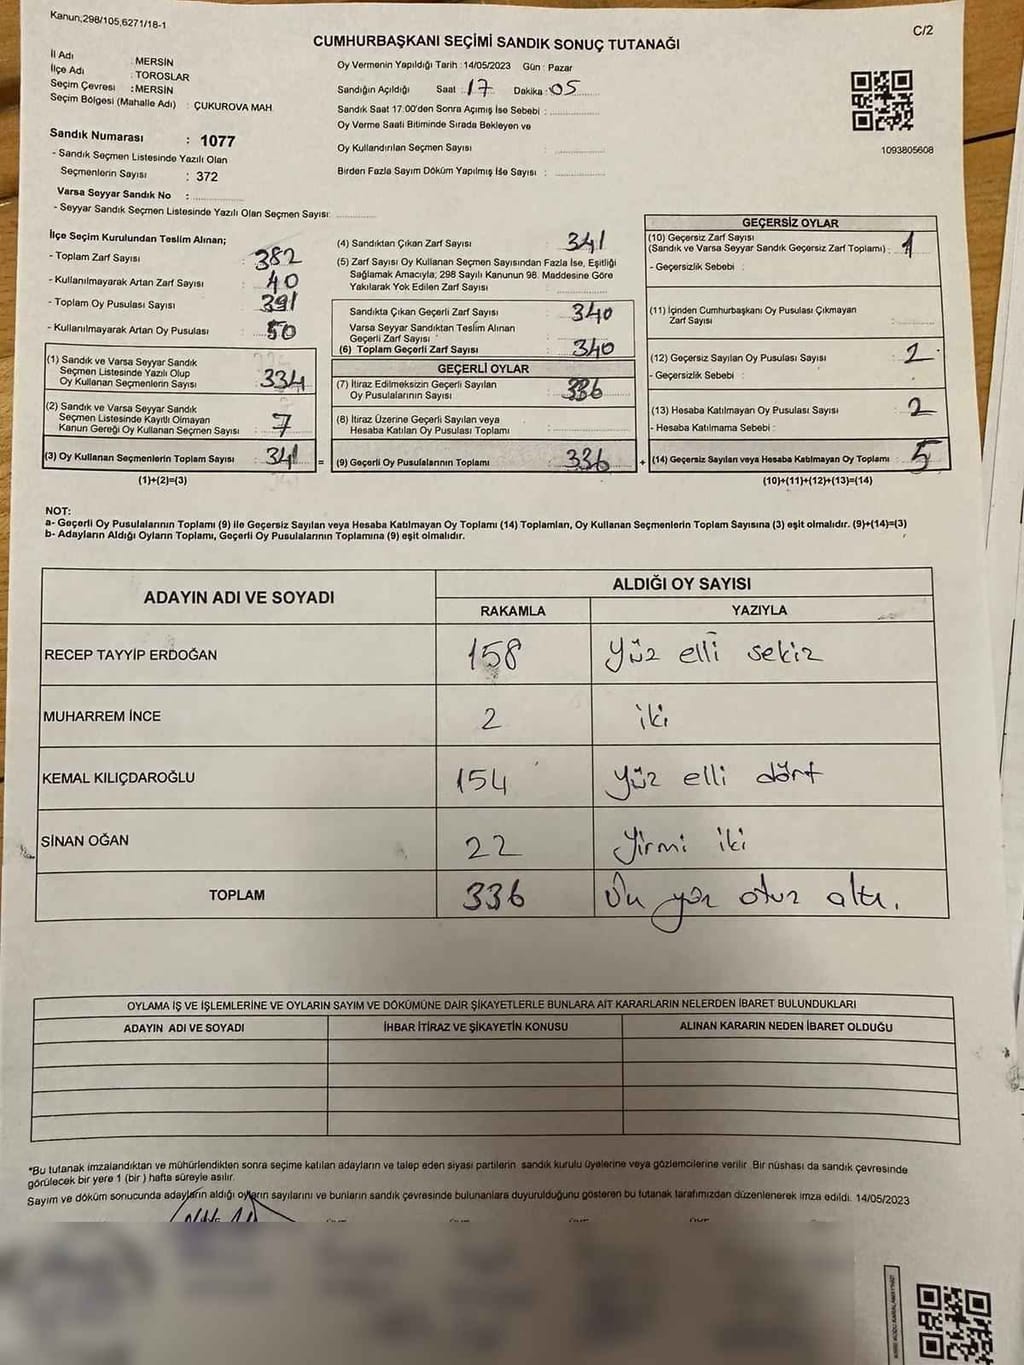 Kanun,298/105,6271/18-1
C/2
CUMHURBAŞKANI SEÇİMİ SANDIK SONUÇ TUTANAĞI
İl Adı : MERSİN
İlçe Adı : TOROSLAR
Seçim Çevresi : MERSİN
Seçim Bölgesi (Mahalle Adı) : ÇUKUROVA MAH.
Sandık Numarası : 1077
- Sandık Seçmen Listesinde Yazılı Olan
Seçmenlerin Sayısı : 372
Varsa Seyyar Sandık No :
- Seyyar Sandık Seçmen Listesinde Yazılı Olan Seçmen Sayısı:
Oy Vermenin Yapıldığı Tarih : 14/05/2023 Gün : Pazar
Sandığın Açıldığı Saat : 17 Dakika : 05
Sandık Saat 17:00'den Sonra Açımış İse Sebebi :
Oy Verme Saati Bitiminde Sırada Bekleyen ve
Oy Kullandırılan Seçmen Sayısı :
Birden Fazla Sayım Döküm Yapılmış İse Sayısı :
1093805608
İlçe Seçim Kurulundan Teslim Alınan;
- Toplam Zarf Sayısı : 382
- Kullanılmayarak Artan Zarf Sayısı : 40
- Toplam Oy Pusulası Sayısı : 391
- Kullanılmayarak Artan Oy Pusulası : 50
(1) Sandık ve Varsa Seyyar Sandık
Seçmen Listesinde Yazılı Olup
Oy Kullanan Seçmenlerin Sayısı : 334
(2) Sandık ve Varsa Seyyar Sandık
Seçmen Listesinde Kayıtlı Olmayan
Kanun Gereği Oy Kullanan Seçmen Sayısı : 7
(3) Oy Kullanan Seçmenlerin Toplam Sayısı : 341
(1)+(2)=(3)
(4) Sandıktan Çıkan Zarf Sayısı : 341
(5) Zarf Sayısı Oy Kullanan Seçmen Sayısından Fazla İse, Eşitliği
Sağlamak Amacıyla; 298 Sayılı Kanunun 98. Maddesine Göre
Yakılarak Yok Edilen Zarf Sayısı :
Sandıkta Çıkan Geçerli Zarf Sayısı : 340
Varsa Seyyar Sandıktan Teslim Alınan
Geçerli Zarf Sayısı :
(6) Toplam Geçerli Zarf Sayısı : 340
GEÇERLİ OYLAR
(7) İtiraz Edilmeksizin Geçerli Sayılan
Oy Pusulalarının Sayısı : 336
(8) İtiraz Üzerine Geçerli Sayılan veya
Hesaba Katılan Oy Pusulası Toplamı :
= (9) Geçerli Oy Pusulalarının Toplamı : 336
GEÇERSİZ OYLAR
(10) Geçersiz Zarf Sayısı
(Sandık ve Varsa Seyyar Sandık Geçersiz Zarf Toplamı) : 1
- Geçersizlik Sebebi :
(11) İçinden Cumhurbaşkanı Oy Pusulası Çıkmayan
Zarf Sayısı :
(12) Geçersiz Sayılan Oy Pusulası Sayısı : 2
- Geçersizlik Sebebi :
(13) Hesaba Katılmayan Oy Pusulası Sayısı : 2
- Hesaba Katılmama Sebebi :
+ (14) Geçersiz Sayılan veya Hesaba Katılmayan Oy Toplamı : 5
(10)+(11)+(12)+(13)=(14)
NOT:
a- Geçerli Oy Pusulalarının Toplamı (9) ile Geçersiz Sayılan veya Hesaba Katılmayan Oy Toplamı (14) Toplamları, Oy Kullanan Seçmenlerin Toplam Sayısına (3) eşit olmalıdır. (9)+(14)=(3)
b- Adayların Aldığı Oyların Toplamı, Geçerli Oy Pusulalarının Toplamına (9) eşit olmalıdır.
ADAYIN ADI VE SOYADI
ALDIĞI OY SAYISI
RAKAMLA YAZIYLA
RECEP TAYYİP ERDOĞAN 158 Yüz elli sekiz
MUHARREM İNCE 2 iki
KEMAL KILIÇDAROĞLU 154 Yüz elli dört
SİNAN OĞAN 22 Yirmi iki
TOPLAM 336 Üç yüz otuz altı.
OYLAMA İŞ VE İŞLEMLERİNE VE OYLARIN SAYIM VE DÖKÜMÜNE DAİR ŞİKAYETLERLE BUNLARA AİT KARARLARIN NELERDEN İBARET BULUNDUKLARI
ADAYIN ADI VE SOYADI İHBAR İTİRAZ VE ŞİKAYETİN KONUSU ALINAN KARARIN NEDEN İBARET OLDUĞU
*Bu tutanak imzalandıktan ve mühürlendikten sonra seçime katılan adayların ve talep eden siyasi partilerin sandık kurulu üyelerine veya gözlemcilerine verilir. Bir nüshası da sandık çevresinde
görülecek bir yere 1 (bir) hafta süreyle asılır.
Sayım ve döküm sonucunda adayların aldığı oyların sayılarını ve bunların sandık çevresinde bulunanlara duyurulduğunu gösteren bu tutanak tarafımızdan düzenlenerek imza edildi. 14/05/2023